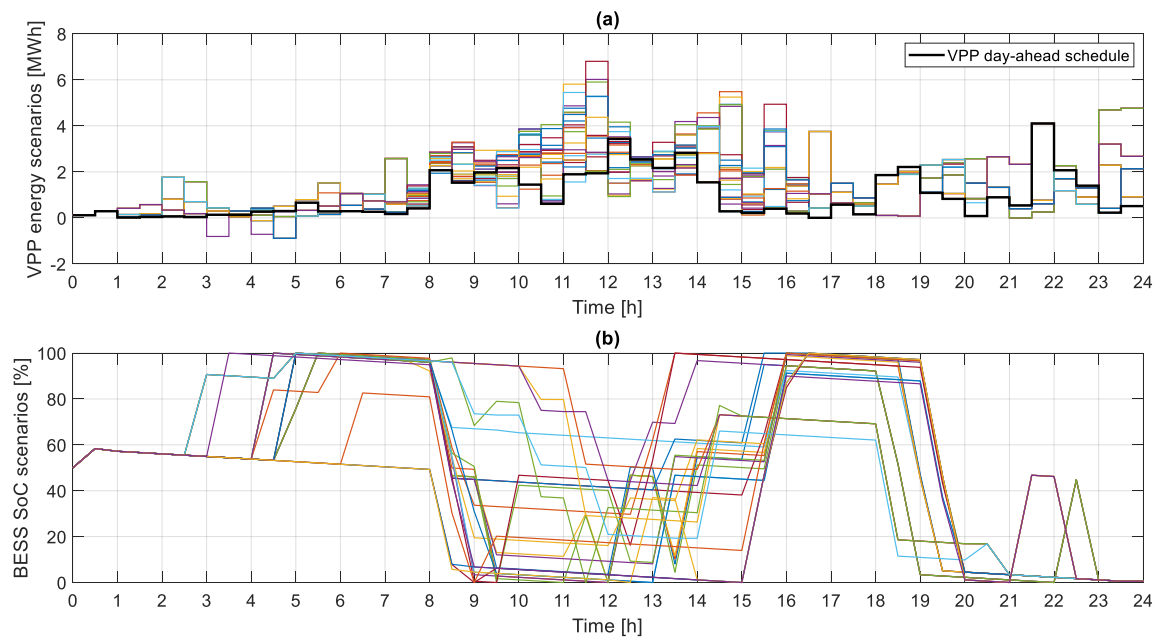 (a)
VPP energy scenarios [MWh]
8
6
4
2
0
-2
VPP day-ahead schedule
0 1 2 3 4 5 6 7 8 9 10 11 12 13 14 15 16 17 18 19 20 21 22 23 24
Time [h]
(b)
BESS SoC scenarios [%]
100
80
60
40
20
0
0 1 2 3 4 5 6 7 8 9 10 11 12 13 14 15 16 17 18 19 20 21 22 23 24
Time [h]